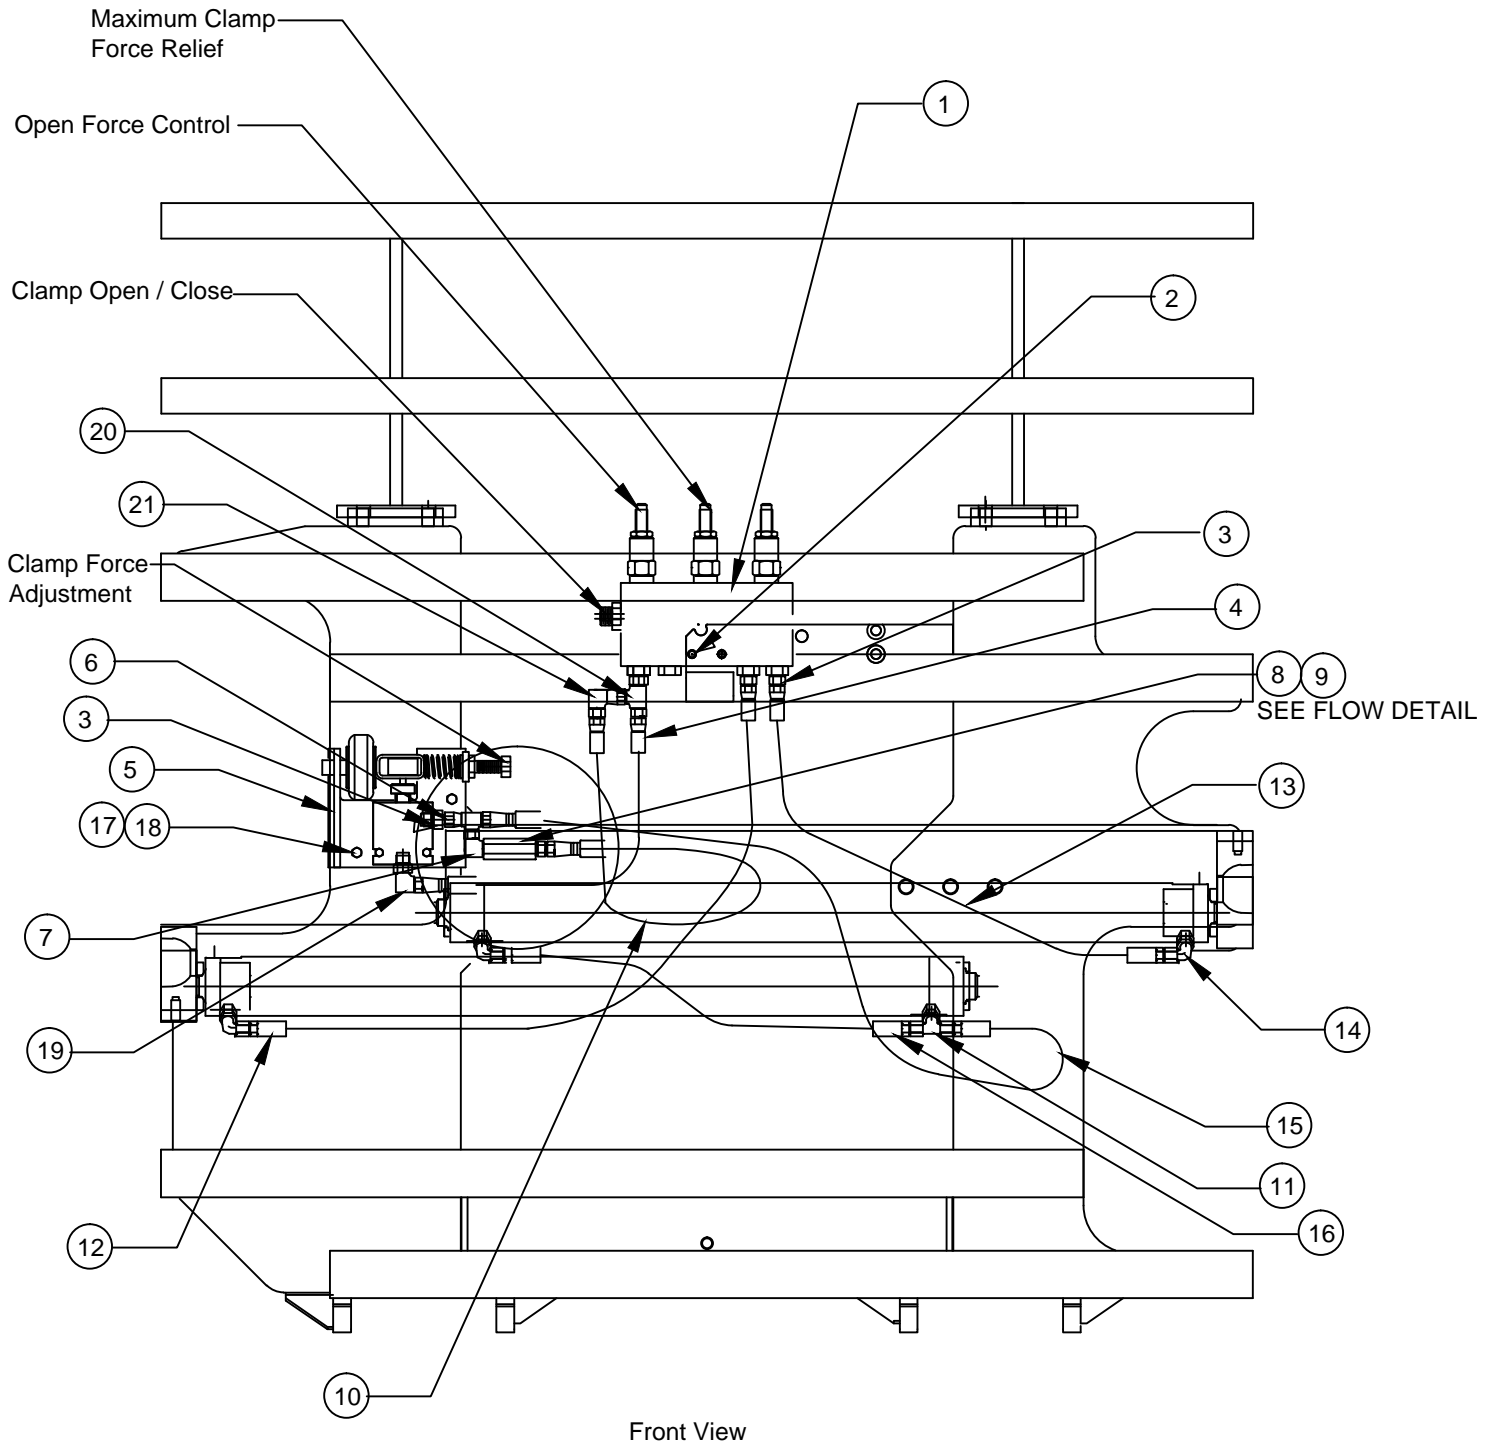 Maximum Clamp
Force Relief
1
Open Force Control
Clamp Open / Close
2
20
21
3
Clamp Force
Adjustment
4
6
8 9
SEE FLOW DETAIL
3
5
13
17 18
7
19
14
15
11
12
16
10
Front View